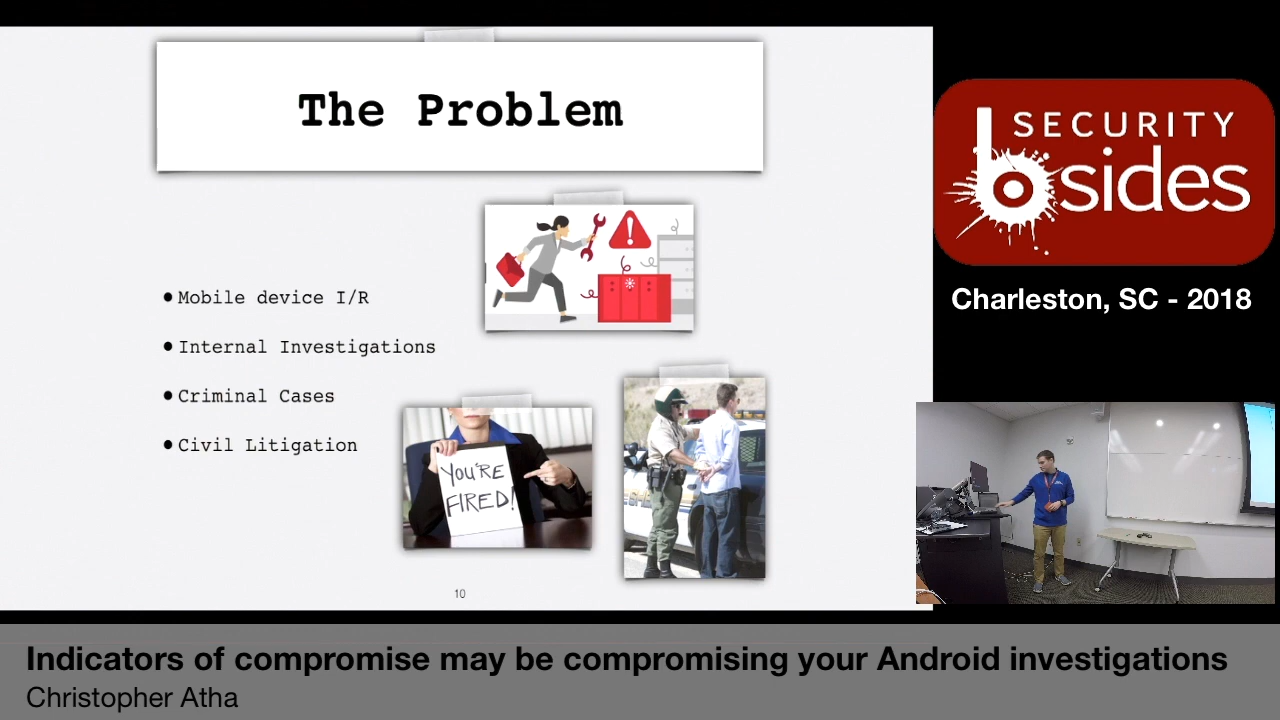 The Problem
● Mobile device I/R
● Internal Investigations
● Criminal Cases
● Civil Litigation
YOU'RE
FIRED!
10
SECURITY
bsides
Charleston, SC - 2018
Indicators of compromise may be compromising your Android investigations
Christopher Atha